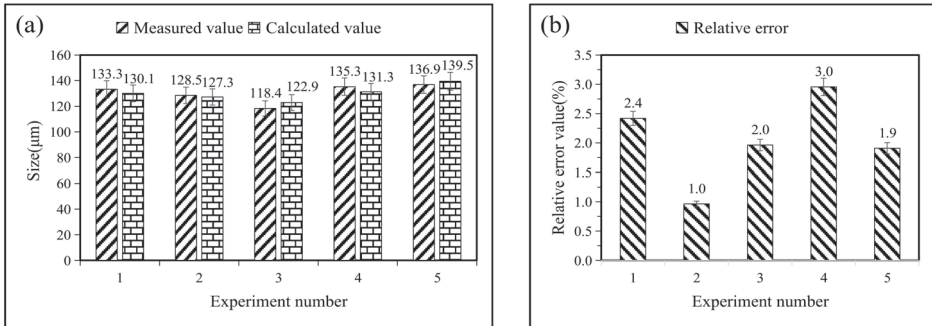 (a)
Measured value Calculated value
160
140
120
100
80
60
40
20
0
Size(μm)
133.3 130.1
128.5 127.3
118.4 122.9
135.3 131.3
136.9 139.5
1 2 3 4 5
Experiment number
(b)
Relative error
3.5
3.0
2.5
2.0
1.5
1.0
0.5
0.0
Relative error value(%)
2.4
1.0
2.0
3.0
1.9
1 2 3 4 5
Experiment number